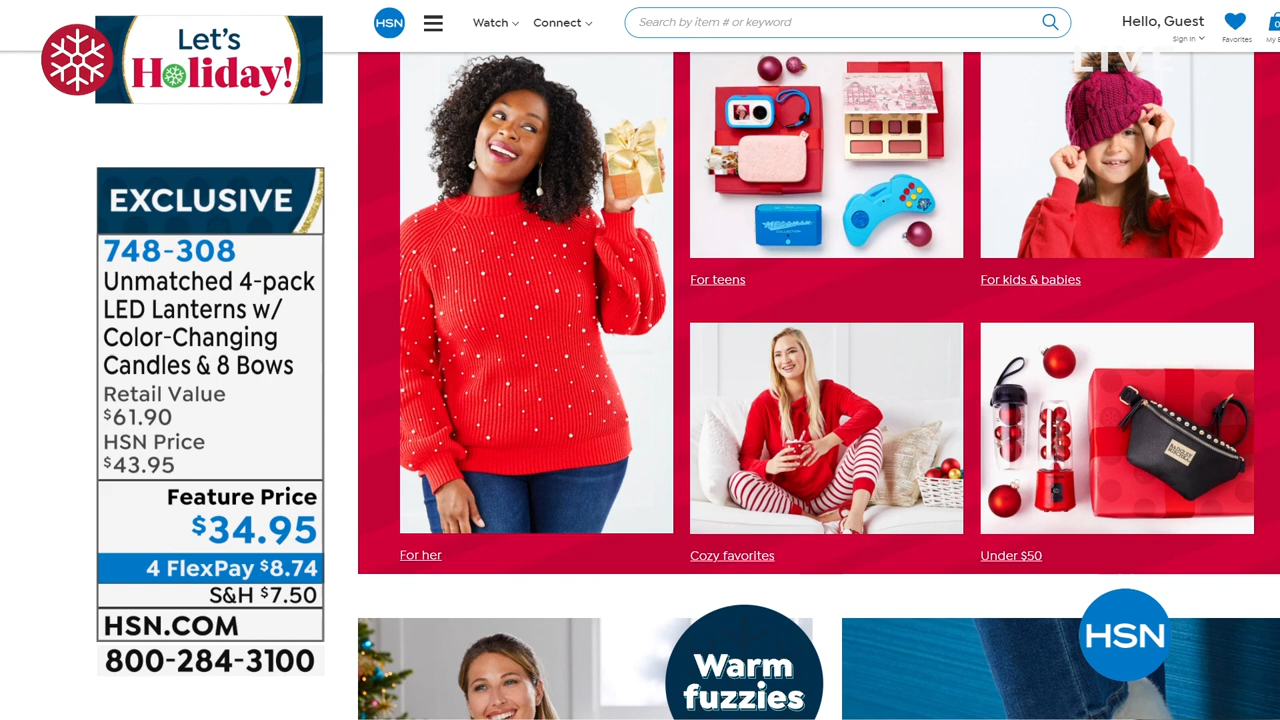 Let's
Holiday!
EXCLUSIVE
748-308
Unmatched 4-pack
LED Lanterns w/
Color-Changing
Candles & 8 Bows
Retail Value
$61.90
HSN Price
$43.95
Feature Price
$34.95
4 FlexPay $8.74
S&H $7.50
HSN.COM
800-284-3100
HSN
Watch
Connect
Search by item # or keyword
Hello, Guest
Sign In
Favorites
My B
0
LIVE
For teens
For kids & babies
For her
Cozy favorites
Under $50
Warm
fuzzies
HSN